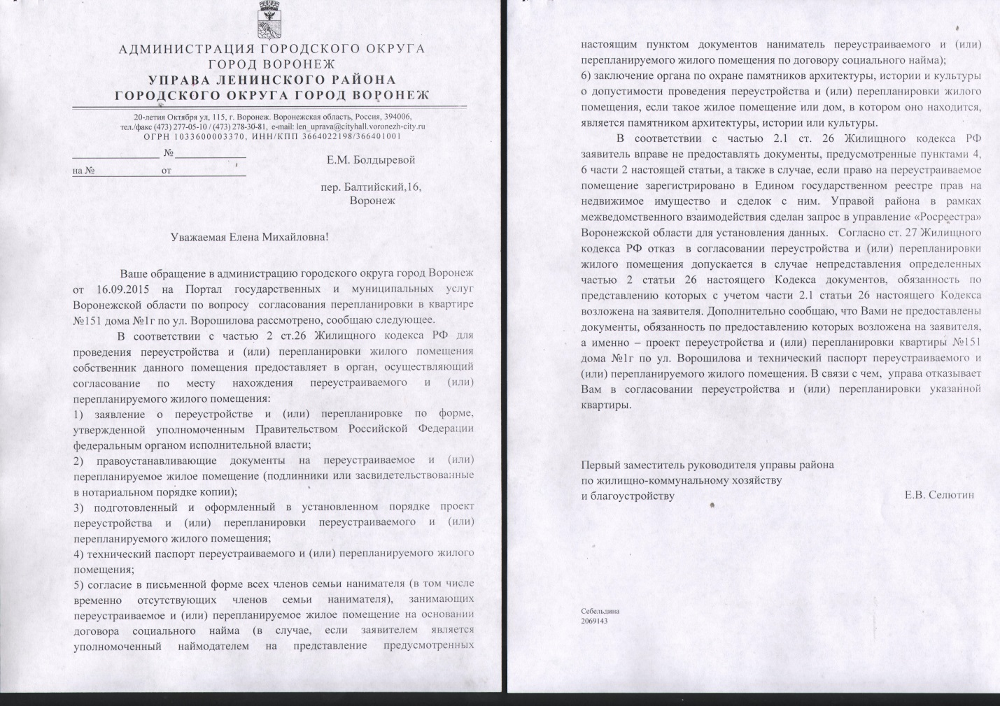 АДМИНИСТРАЦИЯ ГОРОДСКОГО ОКРУГА
ГОРОД ВОРОНЕЖ
УПРАВА ЛЕНИНСКОГО РАЙОНА
ГОРОДСКОГО ОКРУГА ГОРОД ВОРОНЕЖ
20-летия Октября ул, 115, г. Воронеж. Воронежская область, Россия, 394006,
тел./факс (473) 277-05-10 / (473) 278-30-81, e-mail: len_uprava@cityhall.voronezh-city.ru
ОГРН 1033600003370, ИНН/КПП 3664022198/366401001
№
на № от
Е.М. Болдыревой
пер. Балтийский,16,
Воронеж
Уважаемая Елена Михайловна!
Ваше обращение в администрацию городского округа город Воронеж
от 16.09.2015 на Портал государственных и муниципальных услуг
Воронежской области по вопросу согласования перепланировки в квартире
№151 дома №1г по ул. Ворошилова рассмотрено, сообщаю следующее.
В соответствии с частью 2 ст.26 Жилищного кодекса РФ для
проведения переустройства и (или) перепланировки жилого помещения
собственник данного помещения предоставляет в орган, осуществляющий
согласование по месту нахождения переустраиваемого и (или)
перепланируемого жилого помещения:
1) заявление о переустройстве и (или) перепланировке по форме,
утвержденной уполномоченным Правительством Российской Федерации
федеральным органом исполнительной власти;
2) правоустанавливающие документы на переустраиваемое и (или)
перепланируемое жилое помещение (подлинники или засвидетельствованные
в нотариальном порядке копии);
3) подготовленный и оформленный в установленном порядке проект
переустройства и (или) перепланировки переустраиваемого и (или)
перепланируемого жилого помещения;
4) технический паспорт переустраиваемого и (или) перепланируемого жилого
помещения;
5) согласие в письменной форме всех членов семьи нанимателя (в том числе
временно отсутствующих членов семьи нанимателя), занимающих
переустраиваемое и (или) перепланируемое жилое помещение на основании
договора социального найма (в случае, если заявителем является
уполномоченный наймодателем на представление предусмотренных
настоящим пунктом документов наниматель переустраиваемого и (или)
перепланируемого жилого помещения по договору социального найма);
6) заключение органа по охране памятников архитектуры, истории и культуры
о допустимости проведения переустройства и (или) перепланировки жилого
помещения, если такое жилое помещение или дом, в котором оно находится,
является памятником архитектуры, истории или культуры.
В соответствии с частью 2.1 ст. 26 Жилищного кодекса РФ
заявитель вправе не предоставлять документы, предусмотренные пунктами 4,
6 части 2 настоящей статьи, а также в случае, если право на переустраиваемое
помещение зарегистрировано в Едином государственном реестре прав на
недвижимое имущество и сделок с ним. Управой района в рамках
межведомственного взаимодействия сделан запрос в управление «Росреестра»
Воронежской области для установления данных. Согласно ст. 27 Жилищного
кодекса РФ отказ в согласовании переустройства и (или) перепланировки
жилого помещения допускается в случае непредставления определенных
частью 2 статьи 26 настоящего Кодекса документов, обязанность по
представлению которых с учетом части 2.1 статьи 26 настоящего Кодекса
возложена на заявителя. Дополнительно сообщаю, что Вами не предоставлены
документы, обязанность по предоставлению которых возложена на заявителя,
а именно – проект переустройства и (или) перепланировки квартиры №151
дома №1г по ул. Ворошилова и технический паспорт переустраиваемого и
(или) перепланируемого жилого помещения. В связи с чем, управа отказывает
Вам в согласовании переустройства и (или) перепланировки указанной
квартиры.
Первый заместитель руководителя управы района
по жилищно-коммунальному хозяйству
и благоустройству Е.В. Селютин
Себельдина
2069143